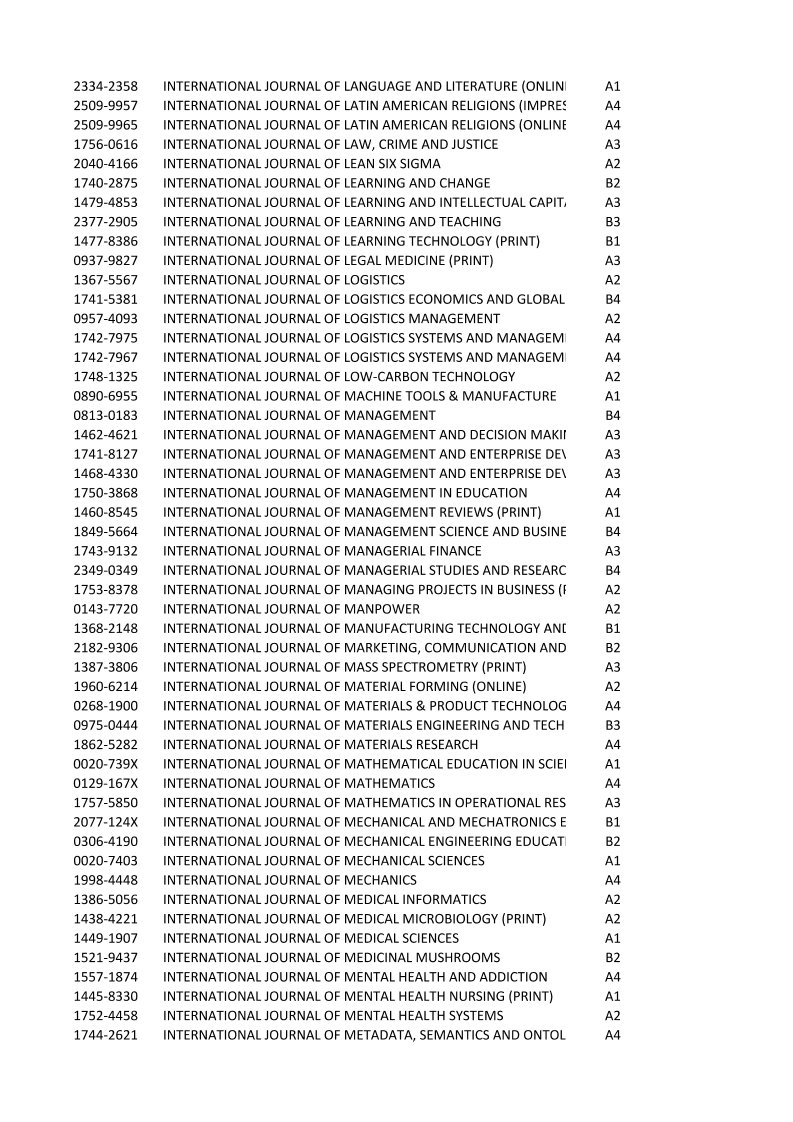 2334-2358 INTERNATIONAL JOURNAL OF LANGUAGE AND LITERATURE (ONLIN A1
2509-9957 INTERNATIONAL JOURNAL OF LATIN AMERICAN RELIGIONS (IMPRES A4
2509-9965 INTERNATIONAL JOURNAL OF LATIN AMERICAN RELIGIONS (ONLINE A4
1756-0616 INTERNATIONAL JOURNAL OF LAW, CRIME AND JUSTICE A3
2040-4166 INTERNATIONAL JOURNAL OF LEAN SIX SIGMA A2
1740-2875 INTERNATIONAL JOURNAL OF LEARNING AND CHANGE B2
1479-4853 INTERNATIONAL JOURNAL OF LEARNING AND INTELLECTUAL CAPITA A3
2377-2905 INTERNATIONAL JOURNAL OF LEARNING AND TEACHING B3
1477-8386 INTERNATIONAL JOURNAL OF LEARNING TECHNOLOGY (PRINT) B1
0937-9827 INTERNATIONAL JOURNAL OF LEGAL MEDICINE (PRINT) A3
1367-5567 INTERNATIONAL JOURNAL OF LOGISTICS A2
1741-5381 INTERNATIONAL JOURNAL OF LOGISTICS ECONOMICS AND GLOBAL B4
0957-4093 INTERNATIONAL JOURNAL OF LOGISTICS MANAGEMENT A2
1742-7975 INTERNATIONAL JOURNAL OF LOGISTICS SYSTEMS AND MANAGEM A4
1742-7967 INTERNATIONAL JOURNAL OF LOGISTICS SYSTEMS AND MANAGEM A4
1748-1325 INTERNATIONAL JOURNAL OF LOW-CARBON TECHNOLOGY A2
0890-6955 INTERNATIONAL JOURNAL OF MACHINE TOOLS & MANUFACTURE A1
0813-0183 INTERNATIONAL JOURNAL OF MANAGEMENT B4
1462-4621 INTERNATIONAL JOURNAL OF MANAGEMENT AND DECISION MAKIN A3
1741-8127 INTERNATIONAL JOURNAL OF MANAGEMENT AND ENTERPRISE DEV A3
1468-4330 INTERNATIONAL JOURNAL OF MANAGEMENT AND ENTERPRISE DEV A3
1750-3868 INTERNATIONAL JOURNAL OF MANAGEMENT IN EDUCATION A4
1460-8545 INTERNATIONAL JOURNAL OF MANAGEMENT REVIEWS (PRINT) A1
1849-5664 INTERNATIONAL JOURNAL OF MANAGEMENT SCIENCE AND BUSINE B4
1743-9132 INTERNATIONAL JOURNAL OF MANAGERIAL FINANCE A3
2349-0349 INTERNATIONAL JOURNAL OF MANAGERIAL STUDIES AND RESEARC B4
1753-8378 INTERNATIONAL JOURNAL OF MANAGING PROJECTS IN BUSINESS (P A2
0143-7720 INTERNATIONAL JOURNAL OF MANPOWER A2
1368-2148 INTERNATIONAL JOURNAL OF MANUFACTURING TECHNOLOGY AND B1
2182-9306 INTERNATIONAL JOURNAL OF MARKETING, COMMUNICATION AND B2
1387-3806 INTERNATIONAL JOURNAL OF MASS SPECTROMETRY (PRINT) A3
1960-6214 INTERNATIONAL JOURNAL OF MATERIAL FORMING (ONLINE) A2
0268-1900 INTERNATIONAL JOURNAL OF MATERIALS & PRODUCT TECHNOLOG A4
0975-0444 INTERNATIONAL JOURNAL OF MATERIALS ENGINEERING AND TECH B3
1862-5282 INTERNATIONAL JOURNAL OF MATERIALS RESEARCH A4
0020-739X INTERNATIONAL JOURNAL OF MATHEMATICAL EDUCATION IN SCIEI A1
0129-167X INTERNATIONAL JOURNAL OF MATHEMATICS A4
1757-5850 INTERNATIONAL JOURNAL OF MATHEMATICS IN OPERATIONAL RES A3
2077-124X INTERNATIONAL JOURNAL OF MECHANICAL AND MECHATRONICS E B1
0306-4190 INTERNATIONAL JOURNAL OF MECHANICAL ENGINEERING EDUCATI B2
0020-7403 INTERNATIONAL JOURNAL OF MECHANICAL SCIENCES A1
1998-4448 INTERNATIONAL JOURNAL OF MECHANICS A4
1386-5056 INTERNATIONAL JOURNAL OF MEDICAL INFORMATICS A2
1438-4221 INTERNATIONAL JOURNAL OF MEDICAL MICROBIOLOGY (PRINT) A2
1449-1907 INTERNATIONAL JOURNAL OF MEDICAL SCIENCES A1
1521-9437 INTERNATIONAL JOURNAL OF MEDICINAL MUSHROOMS B2
1557-1874 INTERNATIONAL JOURNAL OF MENTAL HEALTH AND ADDICTION A4
1445-8330 INTERNATIONAL JOURNAL OF MENTAL HEALTH NURSING (PRINT) A1
1752-4458 INTERNATIONAL JOURNAL OF MENTAL HEALTH SYSTEMS A2
1744-2621 INTERNATIONAL JOURNAL OF METADATA, SEMANTICS AND ONTOL A4